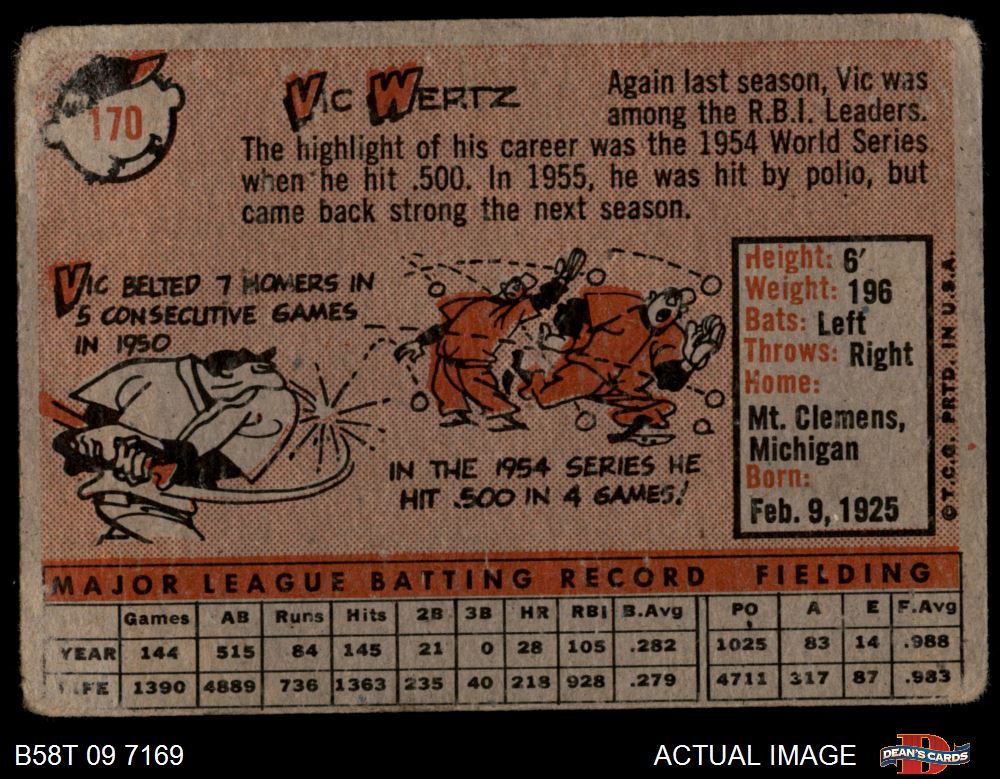 170
Vic Wertz
Again last season, Vic was
among the R.B.I. Leaders.
The highlight of his career was the 1954 World Series
when he hit .500. In 1955, he was hit by polio, but
came back strong the next season.
VIC BELTED 7 HOMERS IN
5 CONSECUTIVE GAMES
IN 1950
IN THE 1954 SERIES HE
HIT .500 IN 4 GAMES!
Height: 6'
Weight: 196
Bats: Left
Throws: Right
Home:
Mt. Clemens,
Michigan
Born:
Feb. 9, 1925
©T.C.G. PRTD. IN U.S.A.
MAJOR LEAGUE BATTING RECORD FIELDING
Games AB Runs Hits 2B 3B HR RBI B.Avg PO A E F.Avg
YEAR 144 515 84 145 21 0 28 105 .282 1025 83 14 .988
LIFE 1390 4889 736 1363 235 40 218 928 .279 4711 317 87 .983
B58T 09 7169
ACTUAL IMAGE
DEAN'S CARDS